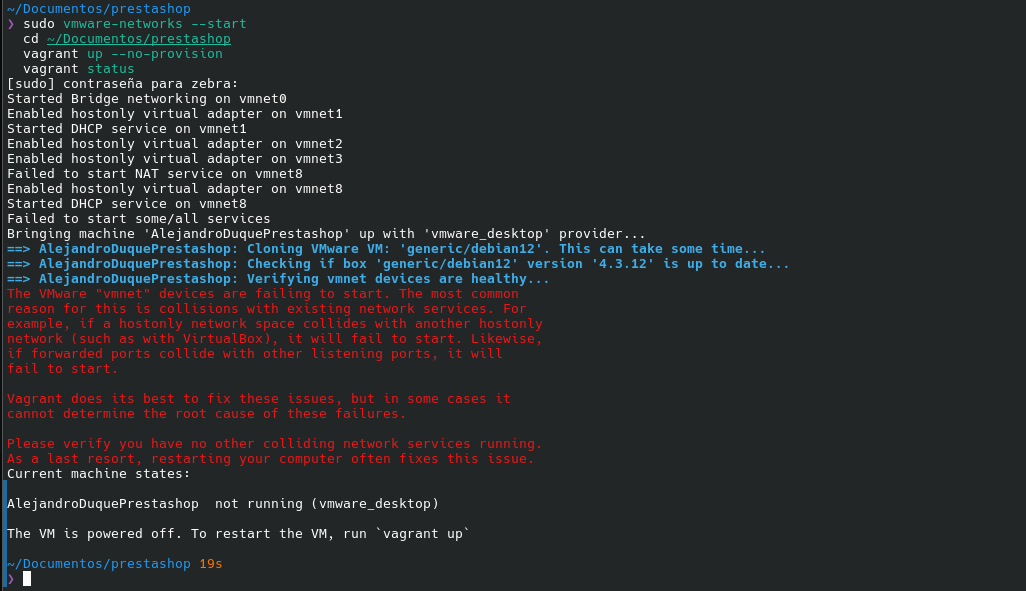 ~/Documentos/prestashop
❯ sudo vmware-networks --start
  cd ~/Documentos/prestashop
  vagrant up --no-provision
  vagrant status
[sudo] contraseña para zebra:
Started Bridge networking on vmnet0
Enabled hostonly virtual adapter on vmnet1
Started DHCP service on vmnet1
Enabled hostonly virtual adapter on vmnet2
Enabled hostonly virtual adapter on vmnet3
Failed to start NAT service on vmnet8
Enabled hostonly virtual adapter on vmnet8
Started DHCP service on vmnet8
Failed to start some/all services
Bringing machine 'AlejandroDuquePrestashop' up with 'vmware_desktop' provider...
==> AlejandroDuquePrestashop: Cloning VMware VM: 'generic/debian12'. This can take some time...
==> AlejandroDuquePrestashop: Checking if box 'generic/debian12' version '4.3.12' is up to date...
==> AlejandroDuquePrestashop: Verifying vmnet devices are healthy...
The VMware "vmnet" devices are failing to start. The most common
reason for this is collisions with existing network services. For
example, if a hostonly network space collides with another hostonly
network (such as with VirtualBox), it will fail to start. Likewise,
if forwarded ports collide with other listening ports, it will
fail to start.

Vagrant does its best to fix these issues, but in some cases it
cannot determine the root cause of these failures.

Please verify you have no other colliding network services running.
As a last resort, restarting your computer often fixes this issue.
Current machine states:

AlejandroDuquePrestashop  not running (vmware_desktop)

The VM is powered off. To restart the VM, run `vagrant up`

~/Documentos/prestashop 19s
❯